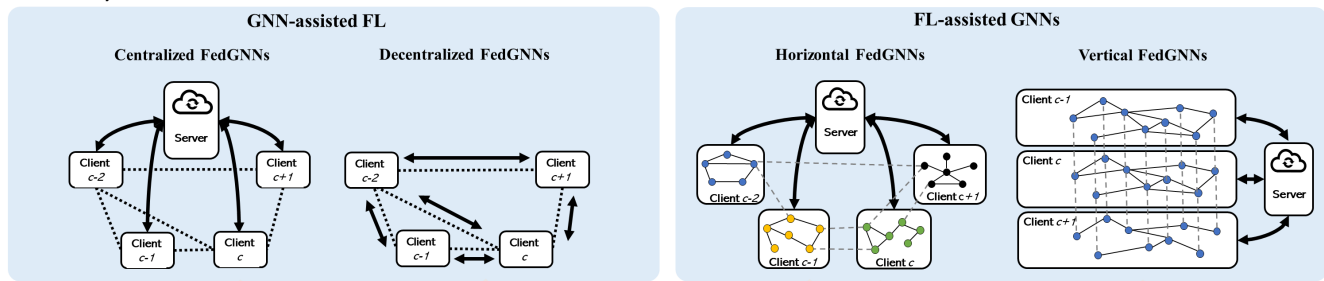 GNN-assisted FL
Centralized FedGNNs
Decentralized FedGNNs
Server
Client
c-2
Client
c+1
Client
c-1
Client
c
Client
c-2
Client
c+1
Client
c-1
Client
c
FL-assisted GNNs
Horizontal FedGNNs
Vertical FedGNNs
Server
Client c-2
Client c+1
Client c-1
Client c
Client c-1
Client c
Client c+1
Server